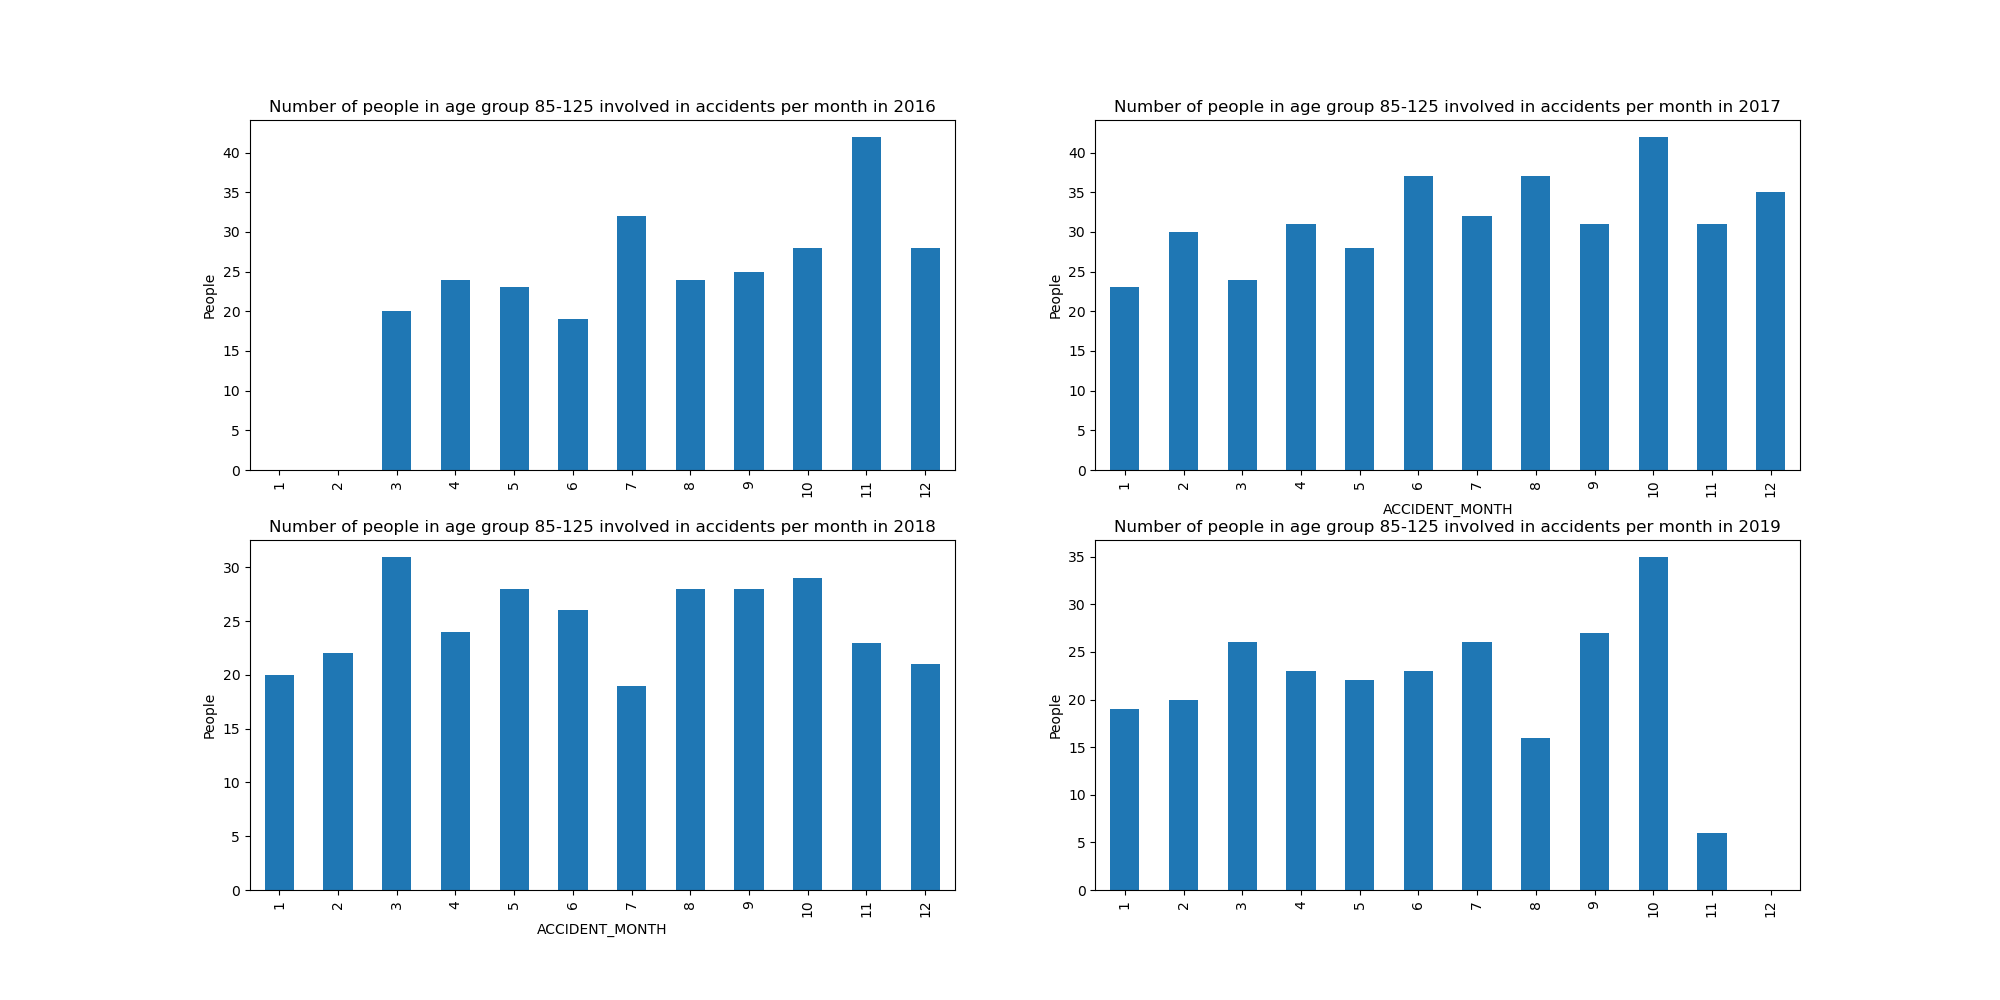 Number of people in age group 85-125 involved in accidents per month in 2016
40
35
30
25
20
15
10
5
0
People
1 2 3 4 5 6 7 8 9 10 11 12
Number of people in age group 85-125 involved in accidents per month in 2017
40
35
30
25
20
15
10
5
0
People
1 2 3 4 5 6 7 8 9 10 11 12
ACCIDENT_MONTH
Number of people in age group 85-125 involved in accidents per month in 2018
30
25
20
15
10
5
0
People
1 2 3 4 5 6 7 8 9 10 11 12
ACCIDENT_MONTH
Number of people in age group 85-125 involved in accidents per month in 2019
35
30
25
20
15
10
5
0
People
1 2 3 4 5 6 7 8 9 10 11 12